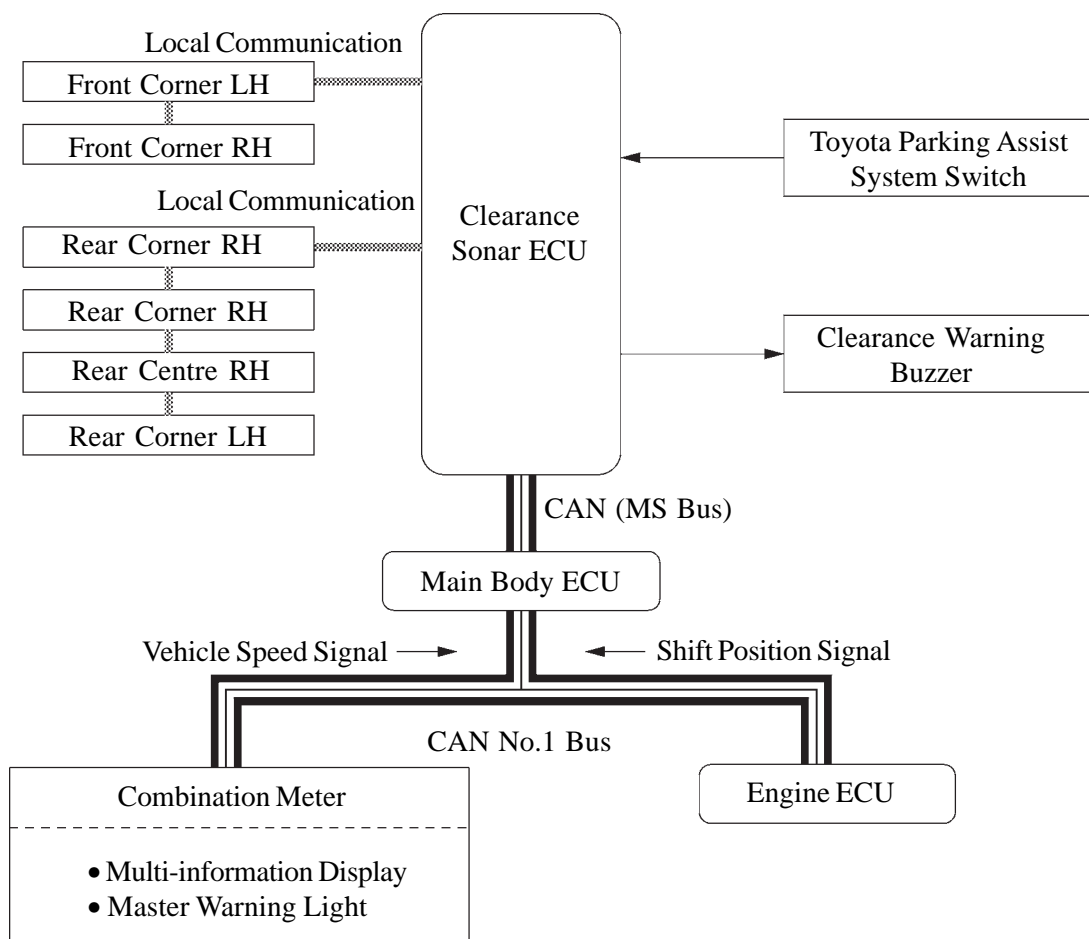 Local Communication
Front Corner LH
Front Corner RH
Local Communication
Rear Corner RH
Rear Corner RH
Rear Centre RH
Rear Corner LH
Clearance
Sonar ECU
Toyota Parking Assist
System Switch
Clearance Warning
Buzzer
CAN (MS Bus)
Main Body ECU
Vehicle Speed Signal
Shift Position Signal
CAN No.1 Bus
Combination Meter
• Multi-information Display
• Master Warning Light
Engine ECU